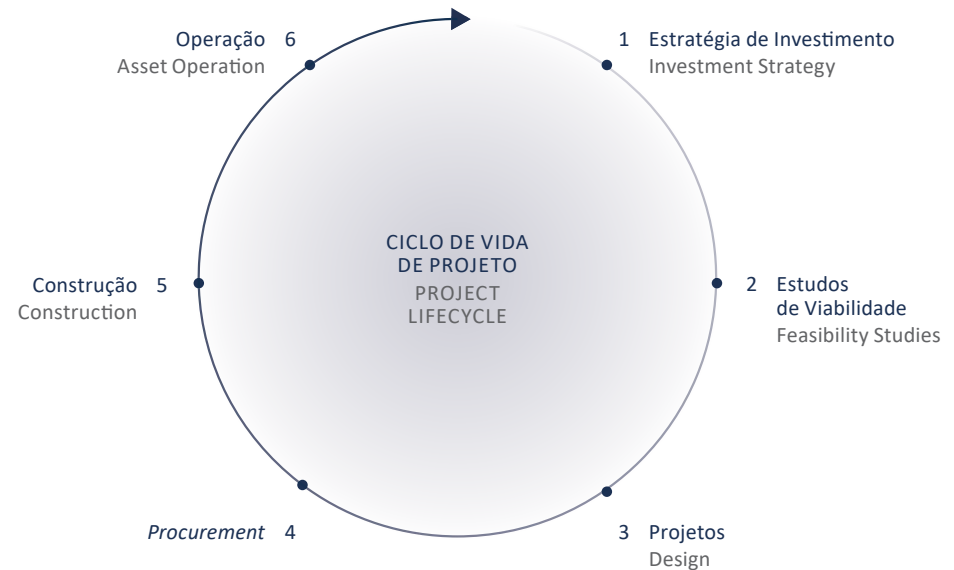 CICLO DE VIDA
DE PROJETO
PROJECT
LIFECYCLE
1 Estratégia de Investimento
Investment Strategy
2 Estudos
de Viabilidade
Feasibility Studies
3 Projetos
Design
Procurement 4
Construção 5
Construction
Operação 6
Asset Operation